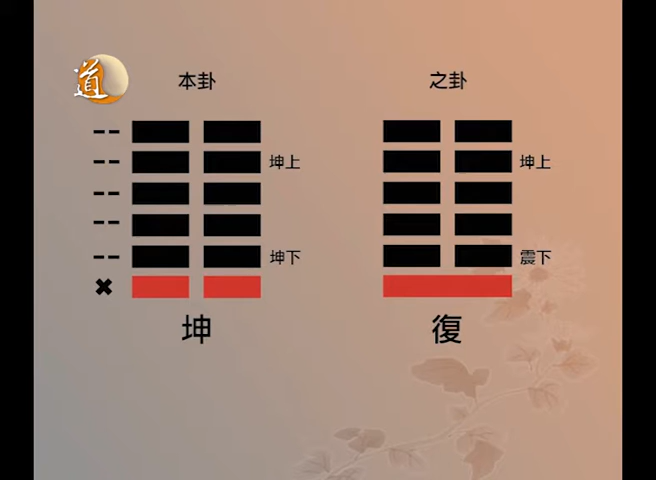 道
本卦 之卦
坤上 坤上
坤下 震下
坤 復